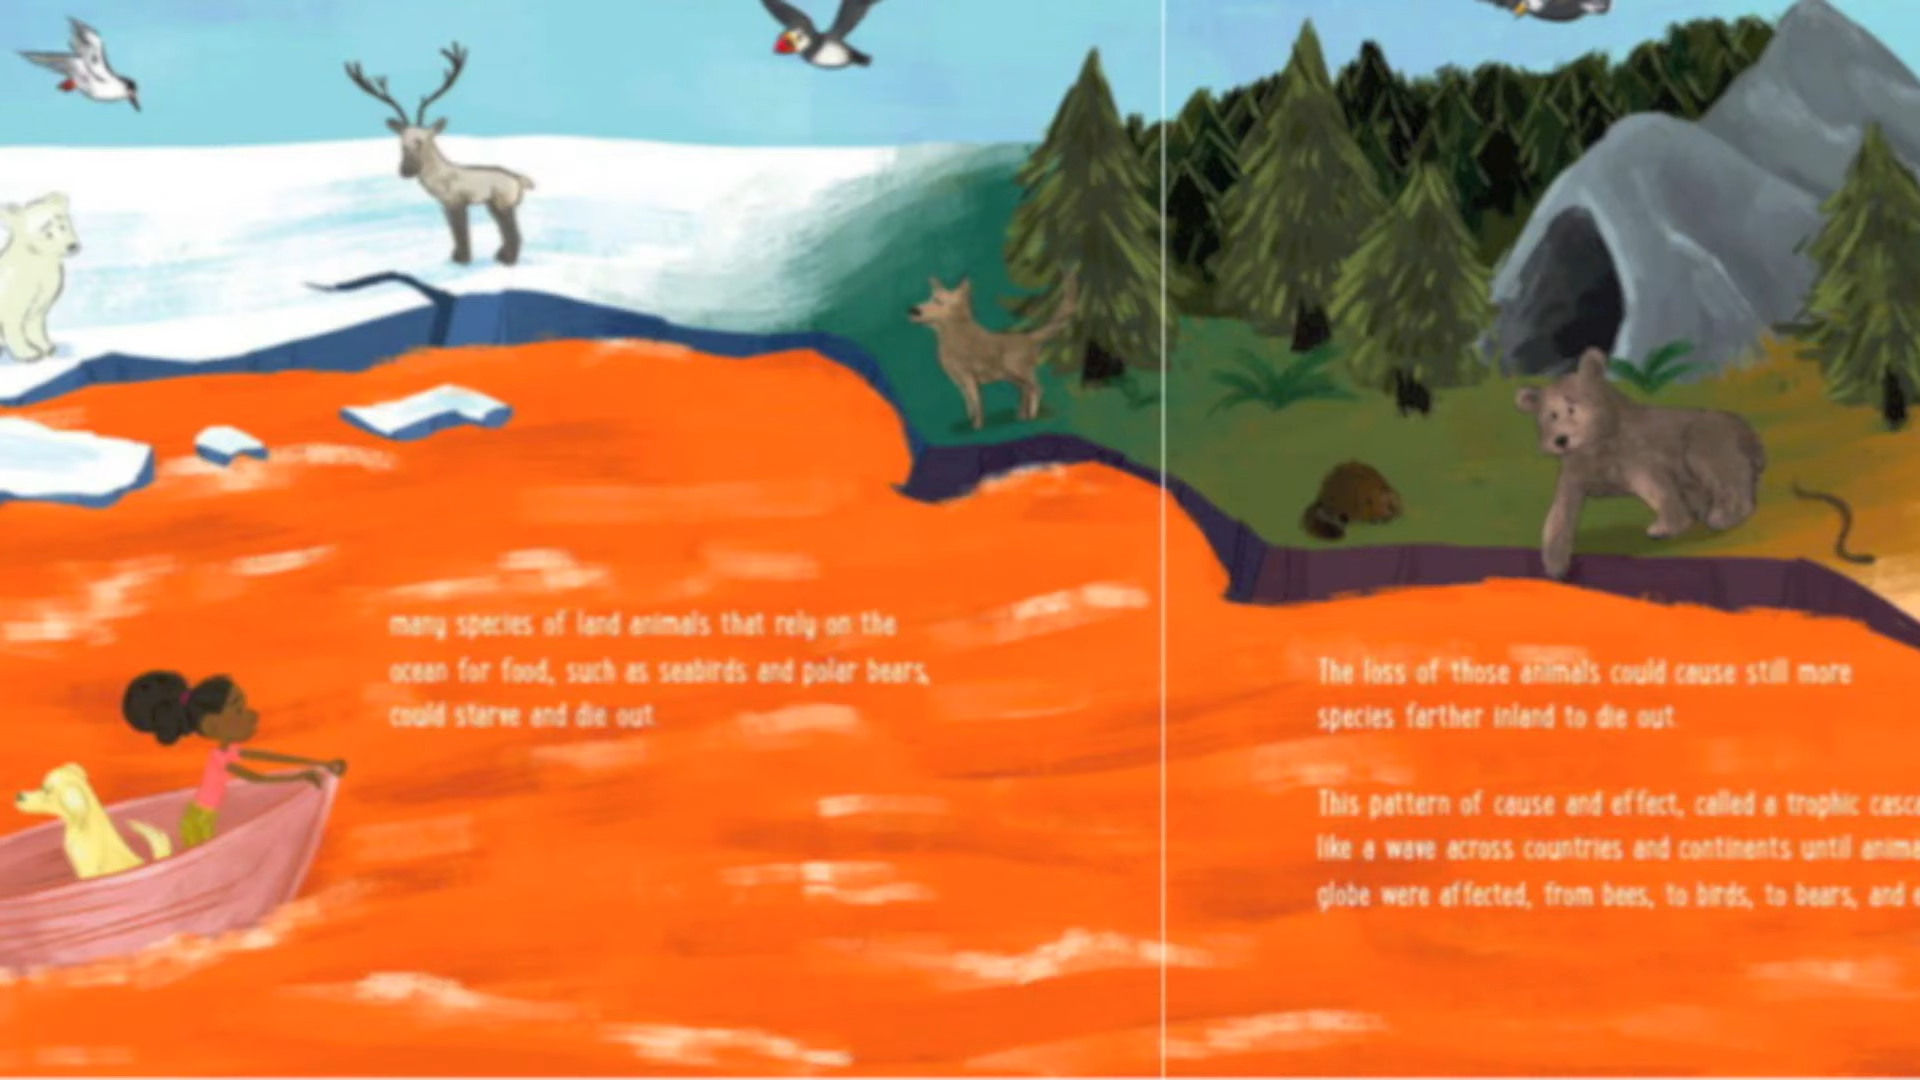 many species of land animals that rely on the
ocean for food, such as seabirds and polar bears,
could starve and die out.
The loss of those animals could cause still more
species farther inland to die out.
This pattern of cause and effect, called a trophic
like a wave across countries and continents until
globe were affected, from bees, to birds, to bears, and